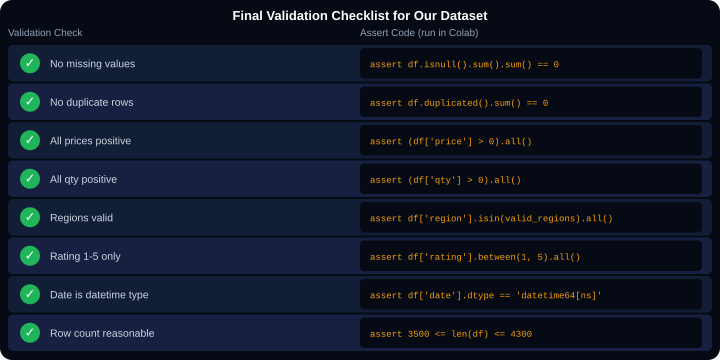 Final Validation Checklist for Our Dataset
Validation Check Assert Code (run in Colab)
✓ No missing values assert df.isnull().sum().sum() == 0
✓ No duplicate rows assert df.duplicated().sum() == 0
✓ All prices positive assert (df['price'] > 0).all()
✓ All qty positive assert (df['qty'] > 0).all()
✓ Regions valid assert df['region'].isin(valid_regions).all()
✓ Rating 1-5 only assert df['rating'].between(1, 5).all()
✓ Date is datetime type assert df['date'].dtype == 'datetime64[ns]'
✓ Row count reasonable assert 3500 <= len(df) <= 4300